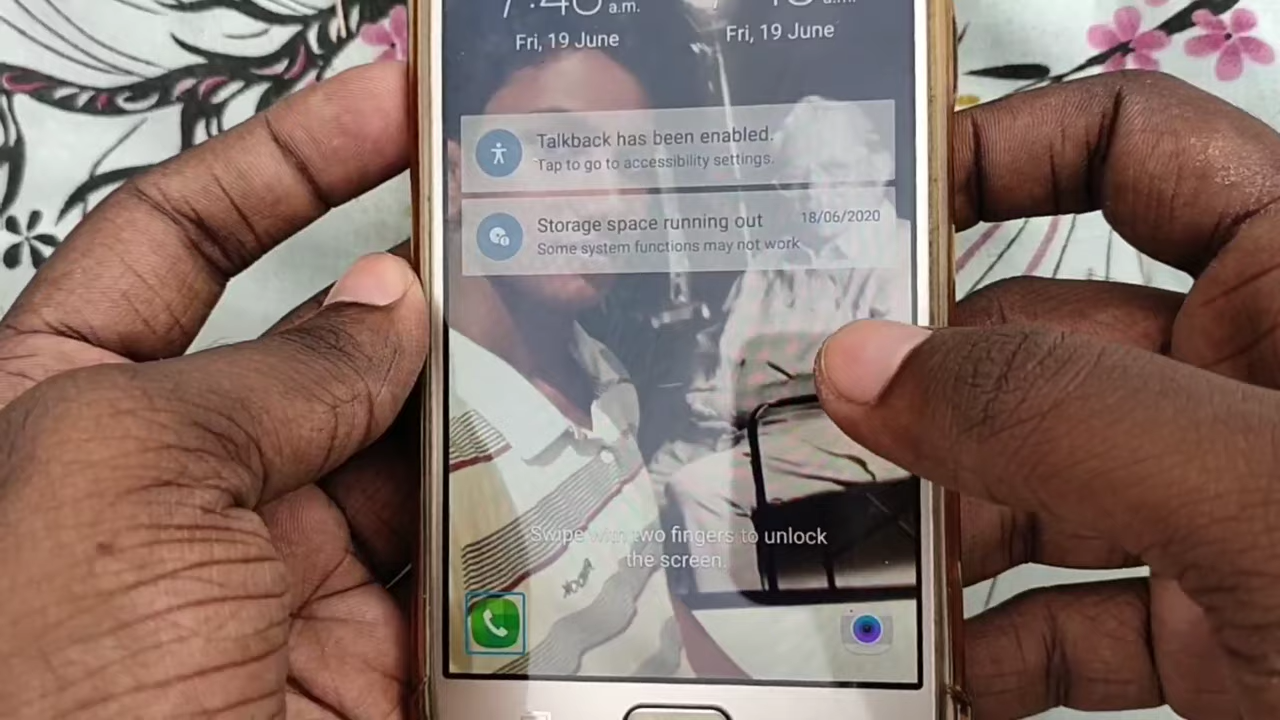 a.m.
Fri, 19 June
Fri, 19 June
Talkback has been enabled.
Tap to go to accessibility settings.
Storage space running out 18/06/2020
Some system functions may not work
Swipe with two fingers to unlock
the screen.